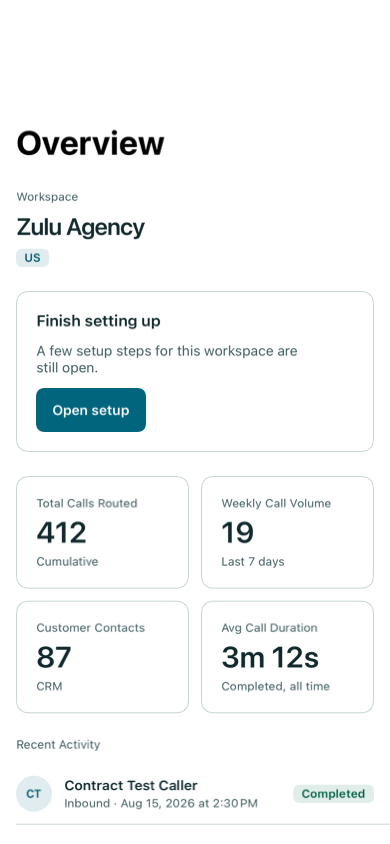 Overview
Workspace
Zulu Agency
US
Finish setting up
A few setup steps for this workspace are
still open.
Open setup
Total Calls Routed
412
Cumulative
Weekly Call Volume
19
Last 7 days
Customer Contacts
87
CRM
Avg Call Duration
3m 12s
Completed, all time
Recent Activity
CT
Contract Test Caller
Inbound · Aug 15, 2026 at 2:30 PM
Completed